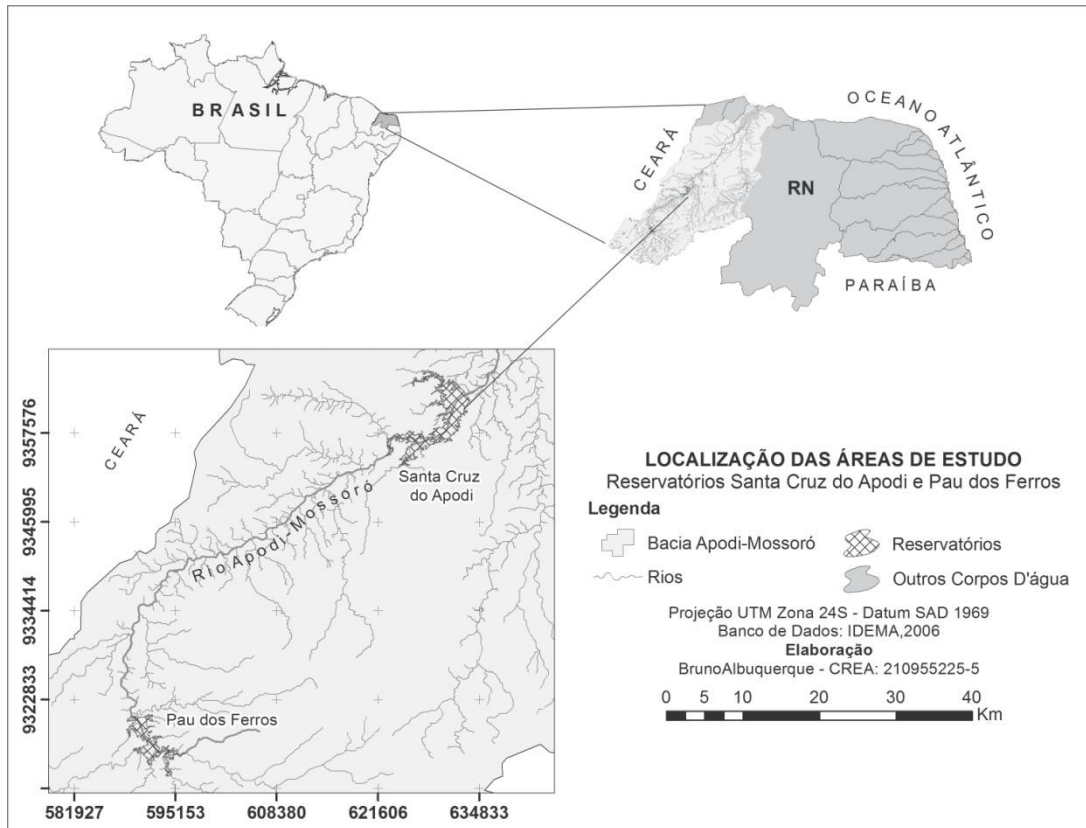 BRASIL
CEARÁ
RN
OCEANO ATLÂNTICO
PARAÍBA
9357576
9345995
9334414
9322833
CEARÁ
Santa Cruz
do Apodi
Rio Apodi-Mossoró
Pau dos Ferros
581927 595153 608380 621606 634833
LOCALIZAÇÃO DAS ÁREAS DE ESTUDO
Reservatórios Santa Cruz do Apodi e Pau dos Ferros
Legenda
Bacia Apodi-Mossoró
Reservatórios
Rios
Outros Corpos D'água
Projeção UTM Zona 24S - Datum SAD 1969
Banco de Dados: IDEMA,2006
Elaboração
BrunoAlbuquerque - CREA: 210955225-5
0 5 10 20 30 40
Km